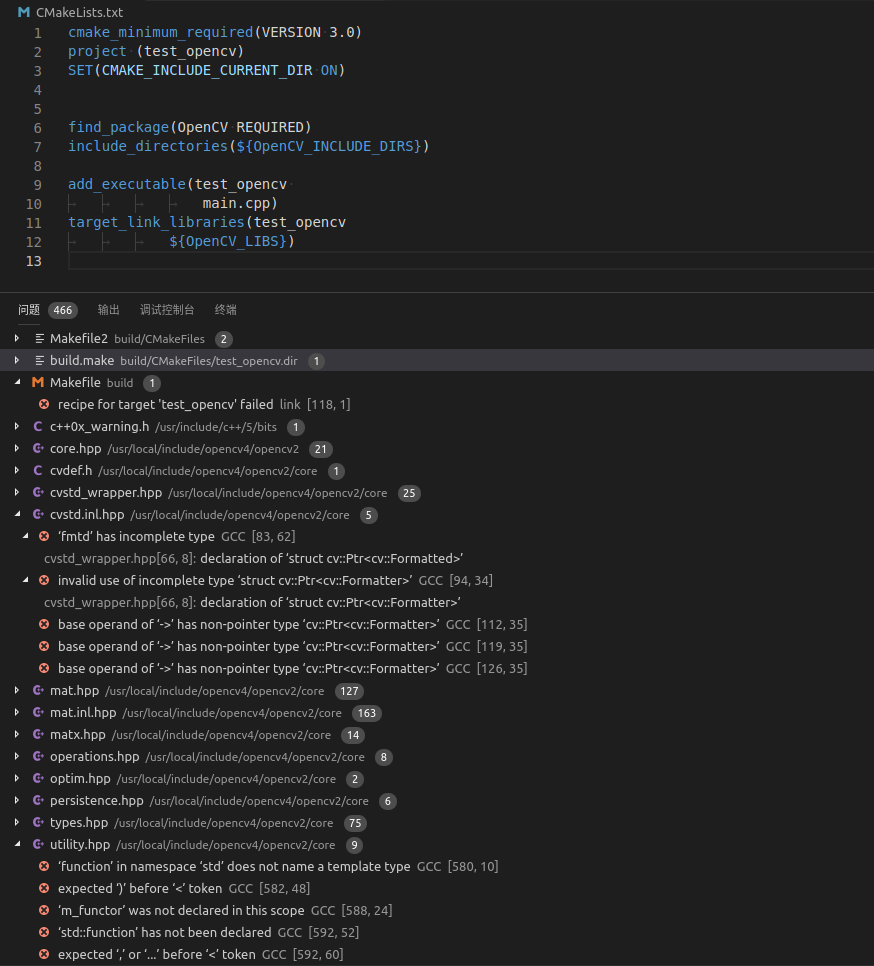 CMakeLists.txt
1 cmake_minimum_required(VERSION 3.0)
2 project (test_opencv)
3 SET(CMAKE_INCLUDE_CURRENT_DIR ON)
4
5
6 find_package(OpenCV REQUIRED)
7 include_directories(${OpenCV_INCLUDE_DIRS})
8
9 add_executable(test_opencv
10 main.cpp)
11 target_link_libraries(test_opencv
12 ${OpenCV_LIBS})
13
问题 466 输出 调试控制台 终端
Makefile2 build/CMakeFiles 2
build.make build/CMakeFiles/test_opencv.dir 1
Makefile build 1
recipe for target 'test_opencv' failed link [118, 1]
c++0x_warning.h /usr/include/c++/5/bits 1
core.hpp /usr/local/include/opencv4/opencv2 21
cvdef.h /usr/local/include/opencv4/opencv2/core 1
cvstd_wrapper.hpp /usr/local/include/opencv4/opencv2/core 25
cvstd.inl.hpp /usr/local/include/opencv4/opencv2/core 5
‘fmtd’ has incomplete type GCC [83, 62]
cvstd_wrapper.hpp[66, 8]: declaration of ‘struct cv::Ptr<cv::Formatted>’
invalid use of incomplete type ‘struct cv::Ptr<cv::Formatter>’ GCC [94, 34]
cvstd_wrapper.hpp[66, 8]: declaration of ‘struct cv::Ptr<cv::Formatter>’
base operand of ‘->’ has non-pointer type ‘cv::Ptr<cv::Formatter>’ GCC [112, 35]
base operand of ‘->’ has non-pointer type ‘cv::Ptr<cv::Formatter>’ GCC [119, 35]
base operand of ‘->’ has non-pointer type ‘cv::Ptr<cv::Formatter>’ GCC [126, 35]
mat.hpp /usr/local/include/opencv4/opencv2/core 127
mat.inl.hpp /usr/local/include/opencv4/opencv2/core 163
matx.hpp /usr/local/include/opencv4/opencv2/core 14
operations.hpp /usr/local/include/opencv4/opencv2/core 8
optim.hpp /usr/local/include/opencv4/opencv2/core 2
persistence.hpp /usr/local/include/opencv4/opencv2/core 6
types.hpp /usr/local/include/opencv4/opencv2/core 75
utility.hpp /usr/local/include/opencv4/opencv2/core 9
‘function’ in namespace ‘std’ does not name a template type GCC [580, 10]
expected ‘)’ before ‘<’ token GCC [582, 48]
‘m_functor’ was not declared in this scope GCC [588, 24]
‘std::function’ has not been declared GCC [592, 52]
expected ‘,’ or ‘...’ before ‘<’ token GCC [592, 60]